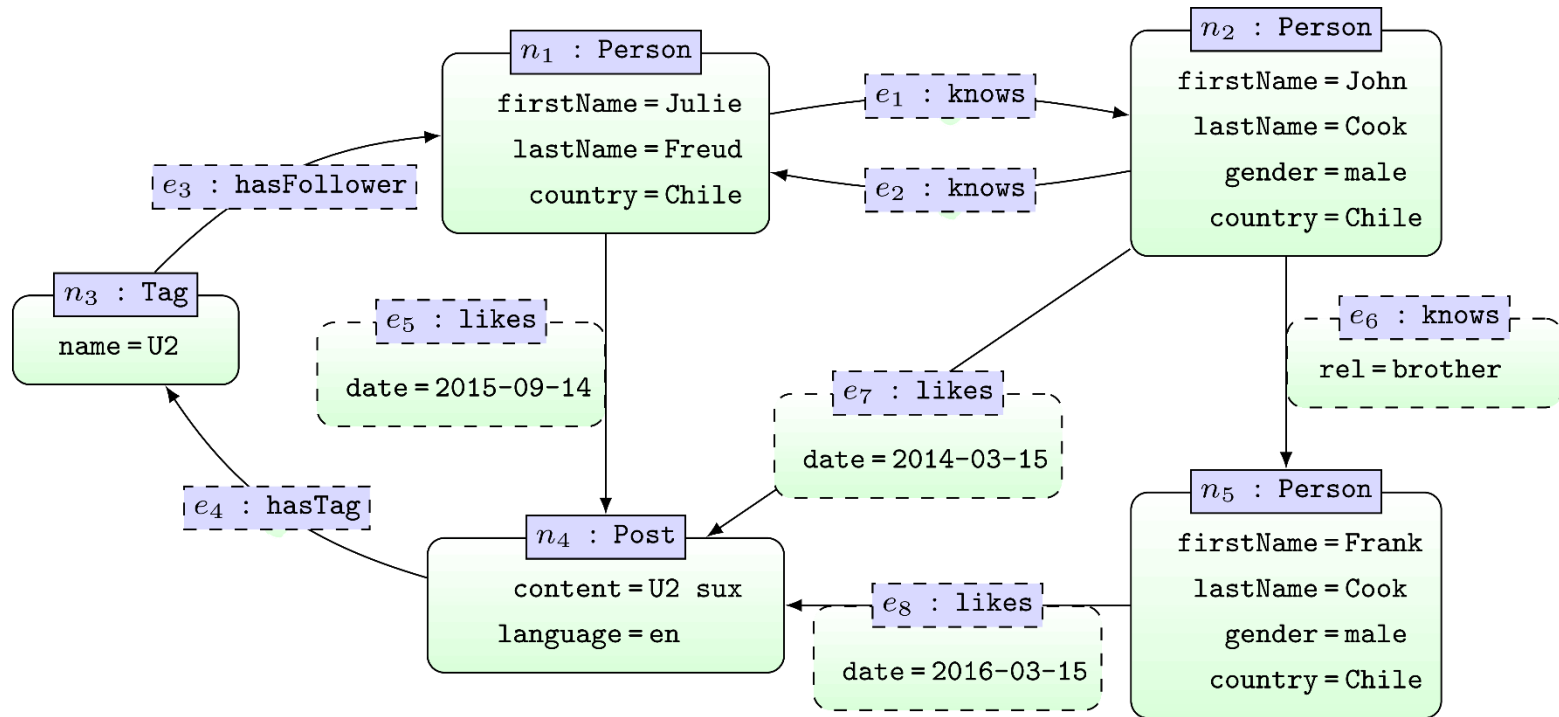 n₁ : Person
firstName = Julie
lastName = Freud
country = Chile
e₁ : knows
e₂ : knows
n₂ : Person
firstName = John
lastName = Cook
gender = male
country = Chile
e₃ : hasFollower
n₃ : Tag
name = U2
e₅ : likes
date = 2015-09-14
e₇ : likes
date = 2014-03-15
e₆ : knows
rel = brother
e₄ : hasTag
n₄ : Post
content = U2 sux
language = en
e₈ : likes
date = 2016-03-15
n₅ : Person
firstName = Frank
lastName = Cook
gender = male
country = Chile